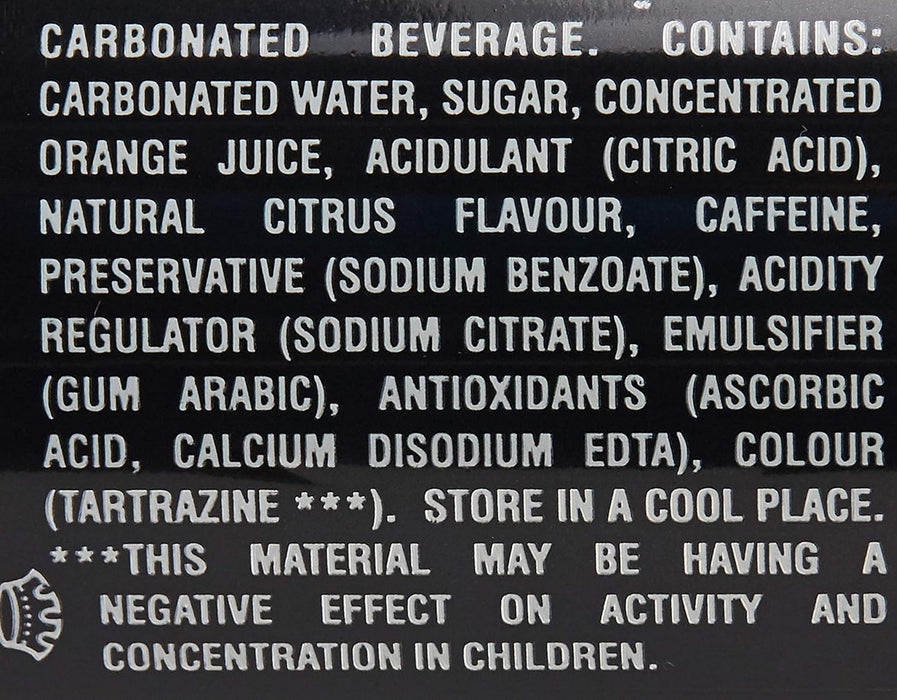 CARBONATED BEVERAGE. CONTAINS:
CARBONATED WATER, SUGAR, CONCENTRATED
ORANGE JUICE, ACIDULANT (CITRIC ACID),
NATURAL CITRUS FLAVOUR, CAFFEINE,
PRESERVATIVE (SODIUM BENZOATE), ACIDITY
REGULATOR (SODIUM CITRATE), EMULSIFIER
(GUM ARABIC), ANTIOXIDANTS (ASCORBIC
ACID, CALCIUM DISODIUM EDTA), COLOUR
(TARTRAZINE ***). STORE IN A COOL PLACE.
***THIS MATERIAL MAY BE HAVING A
NEGATIVE EFFECT ON ACTIVITY AND
CONCENTRATION IN CHILDREN.